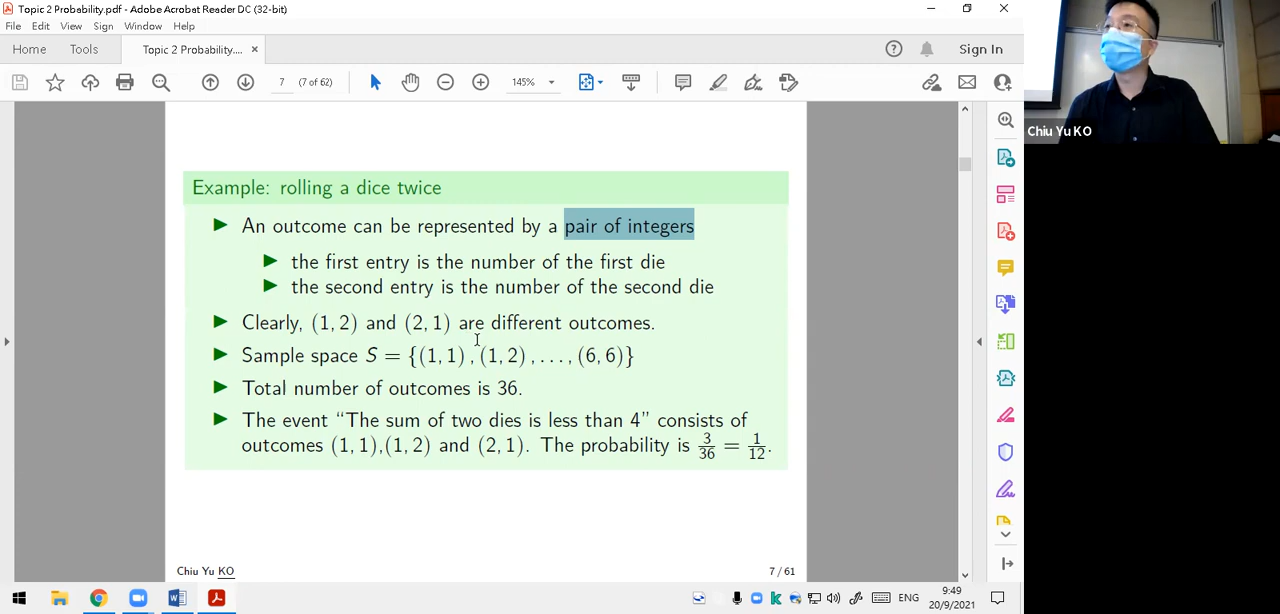 Topic 2 Probability.pdf - Adobe Acrobat Reader DC (32-bit)
File Edit View Sign Window Help
Home Tools Topic 2 Probability.... × Sign In
7 (7 of 62) 145%
Chiu Yu KO
Example: rolling a dice twice
An outcome can be represented by a pair of integers
the first entry is the number of the first die
the second entry is the number of the second die
Clearly, (1, 2) and (2, 1) are different outcomes.
Sample space S = {(1, 1) , (1, 2) , . . . , (6, 6)}
Total number of outcomes is 36.
The event “The sum of two dies is less than 4” consists of
outcomes (1, 1),(1, 2) and (2, 1). The probability is 3/36 = 1/12.
Chiu Yu KO 7 / 61
ENG 9:49
20/9/2021